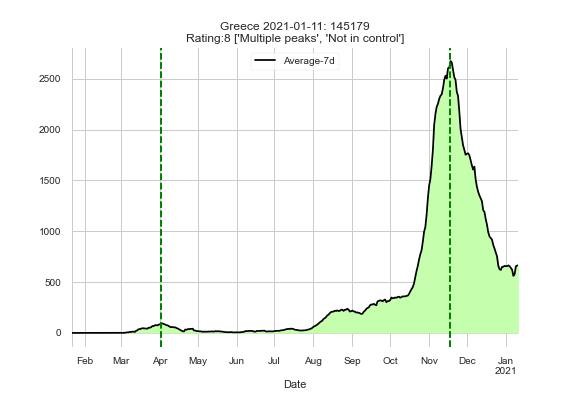 Greece 2021-01-11: 145179
Rating:8 ['Multiple peaks', 'Not in control']
Average-7d
2500
2000
1500
1000
500
0
Feb Mar Apr May Jun Jul Aug Sep Oct Nov Dec Jan
2021
Date